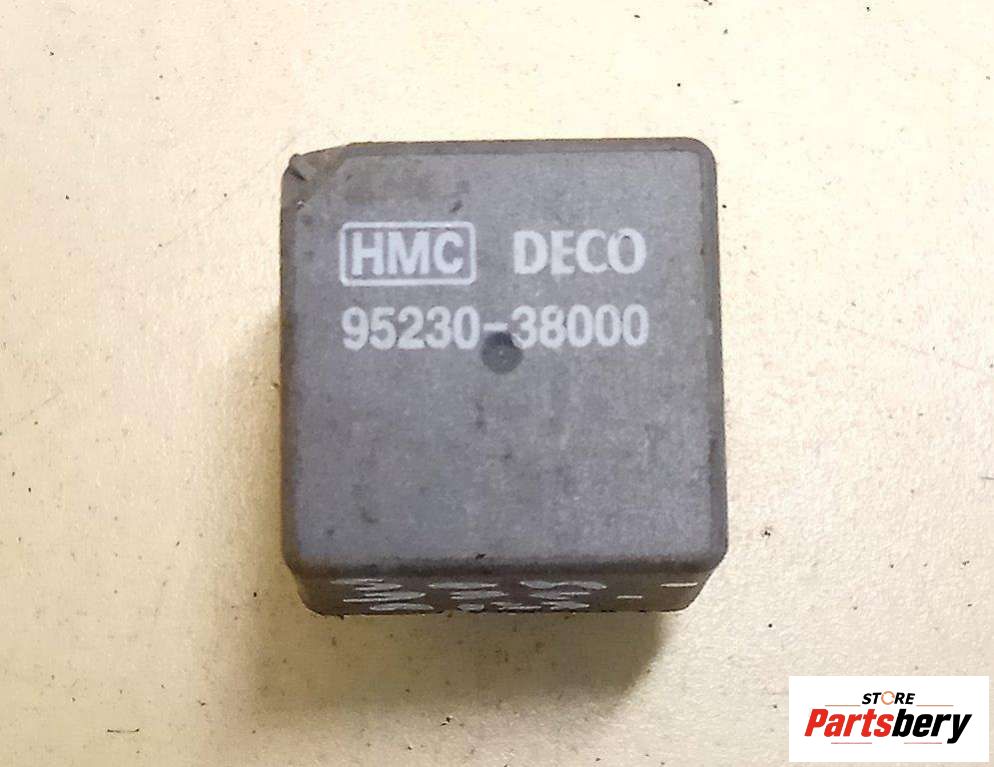 HMC DECO
95230-38000
STORE
Partsbery